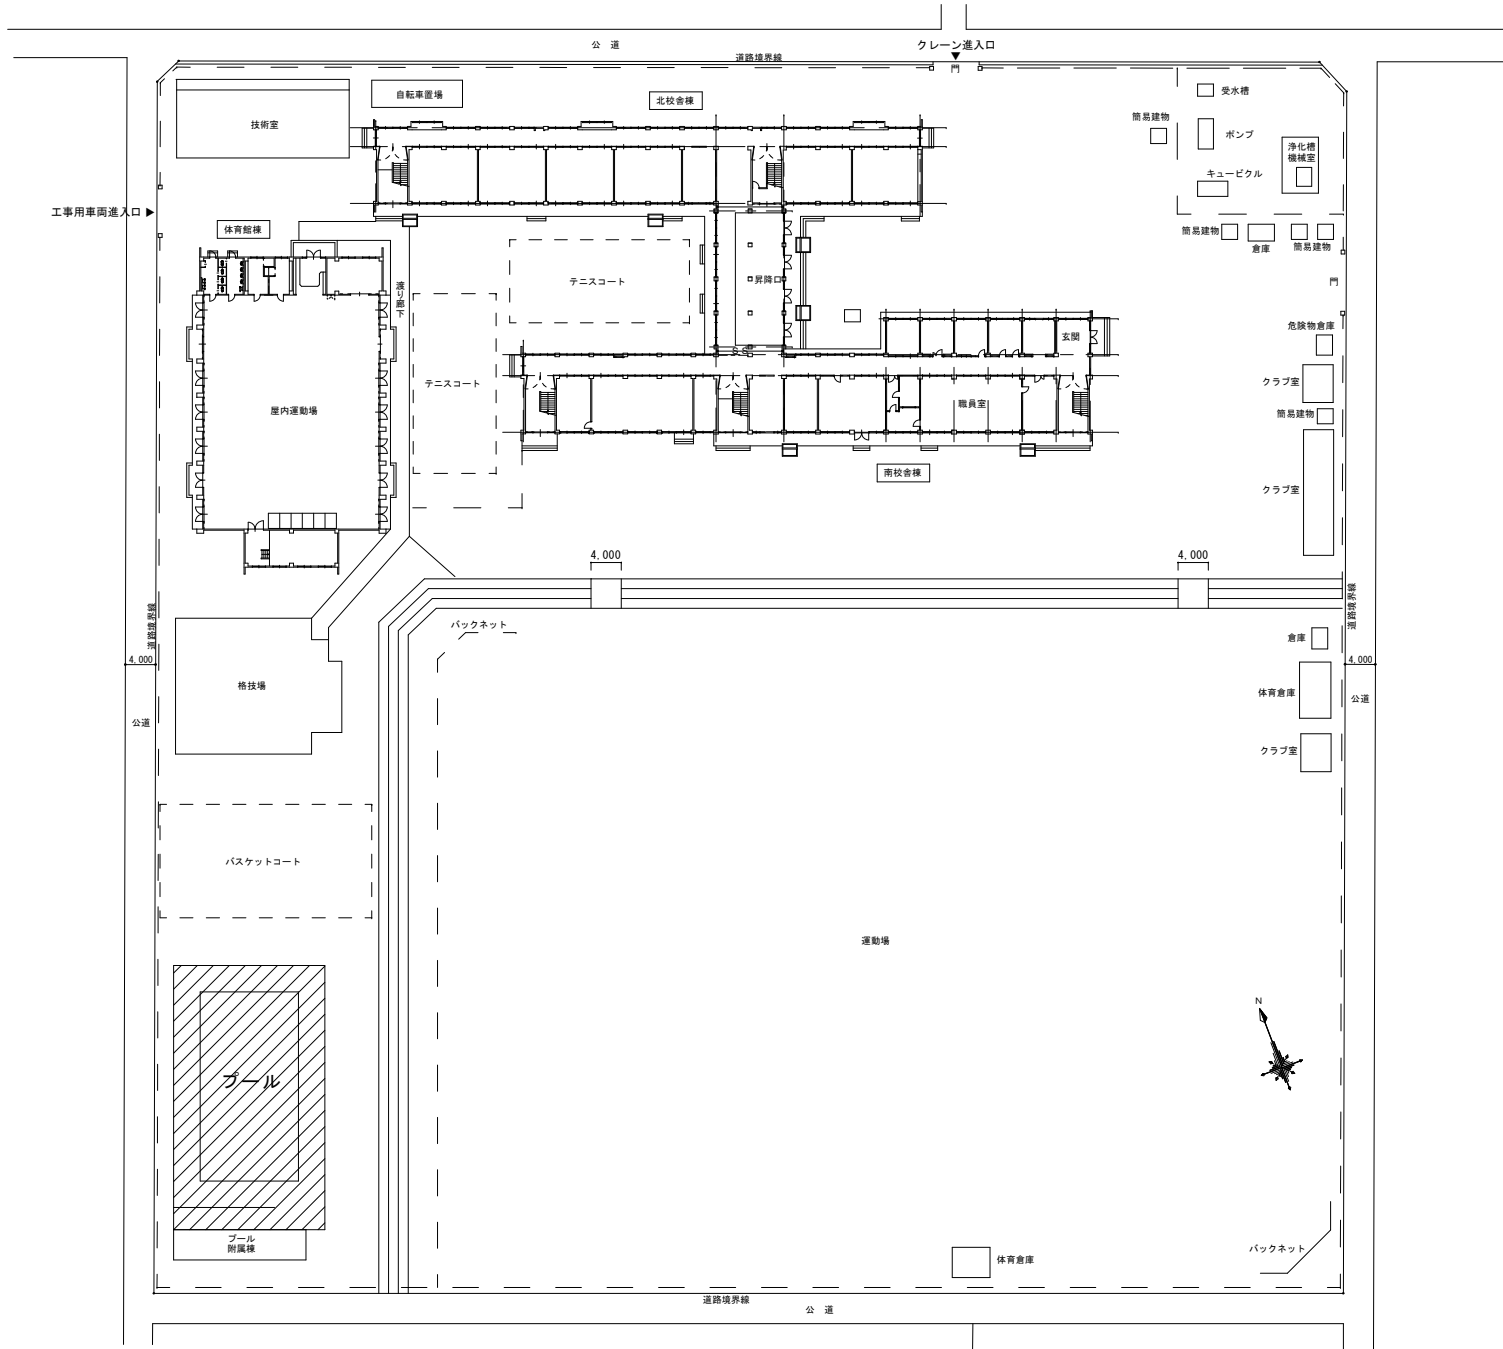 公 道
クレーン進入口
道路境界線
門
自転車置場
北校舎棟
受水槽
技術室
簡易建物
ポンプ
浄化槽
機械室
キュービクル
工事用車両進入口
体育館棟
簡易建物
倉庫
簡易建物
渡り廊下
テニスコート
昇降口
門
危険物倉庫
玄関
S.S
テニスコート
クラブ室
屋内運動場
職員室
簡易建物
南校舎棟
クラブ室
4,000
4,000
道路境界線
道路境界線
バックネット
倉庫
4,000
4,000
格技場
体育倉庫
公道
公道
クラブ室
バスケットコート
運動場
N
プール
プール
附属棟
バックネット
体育倉庫
道路境界線
公 道